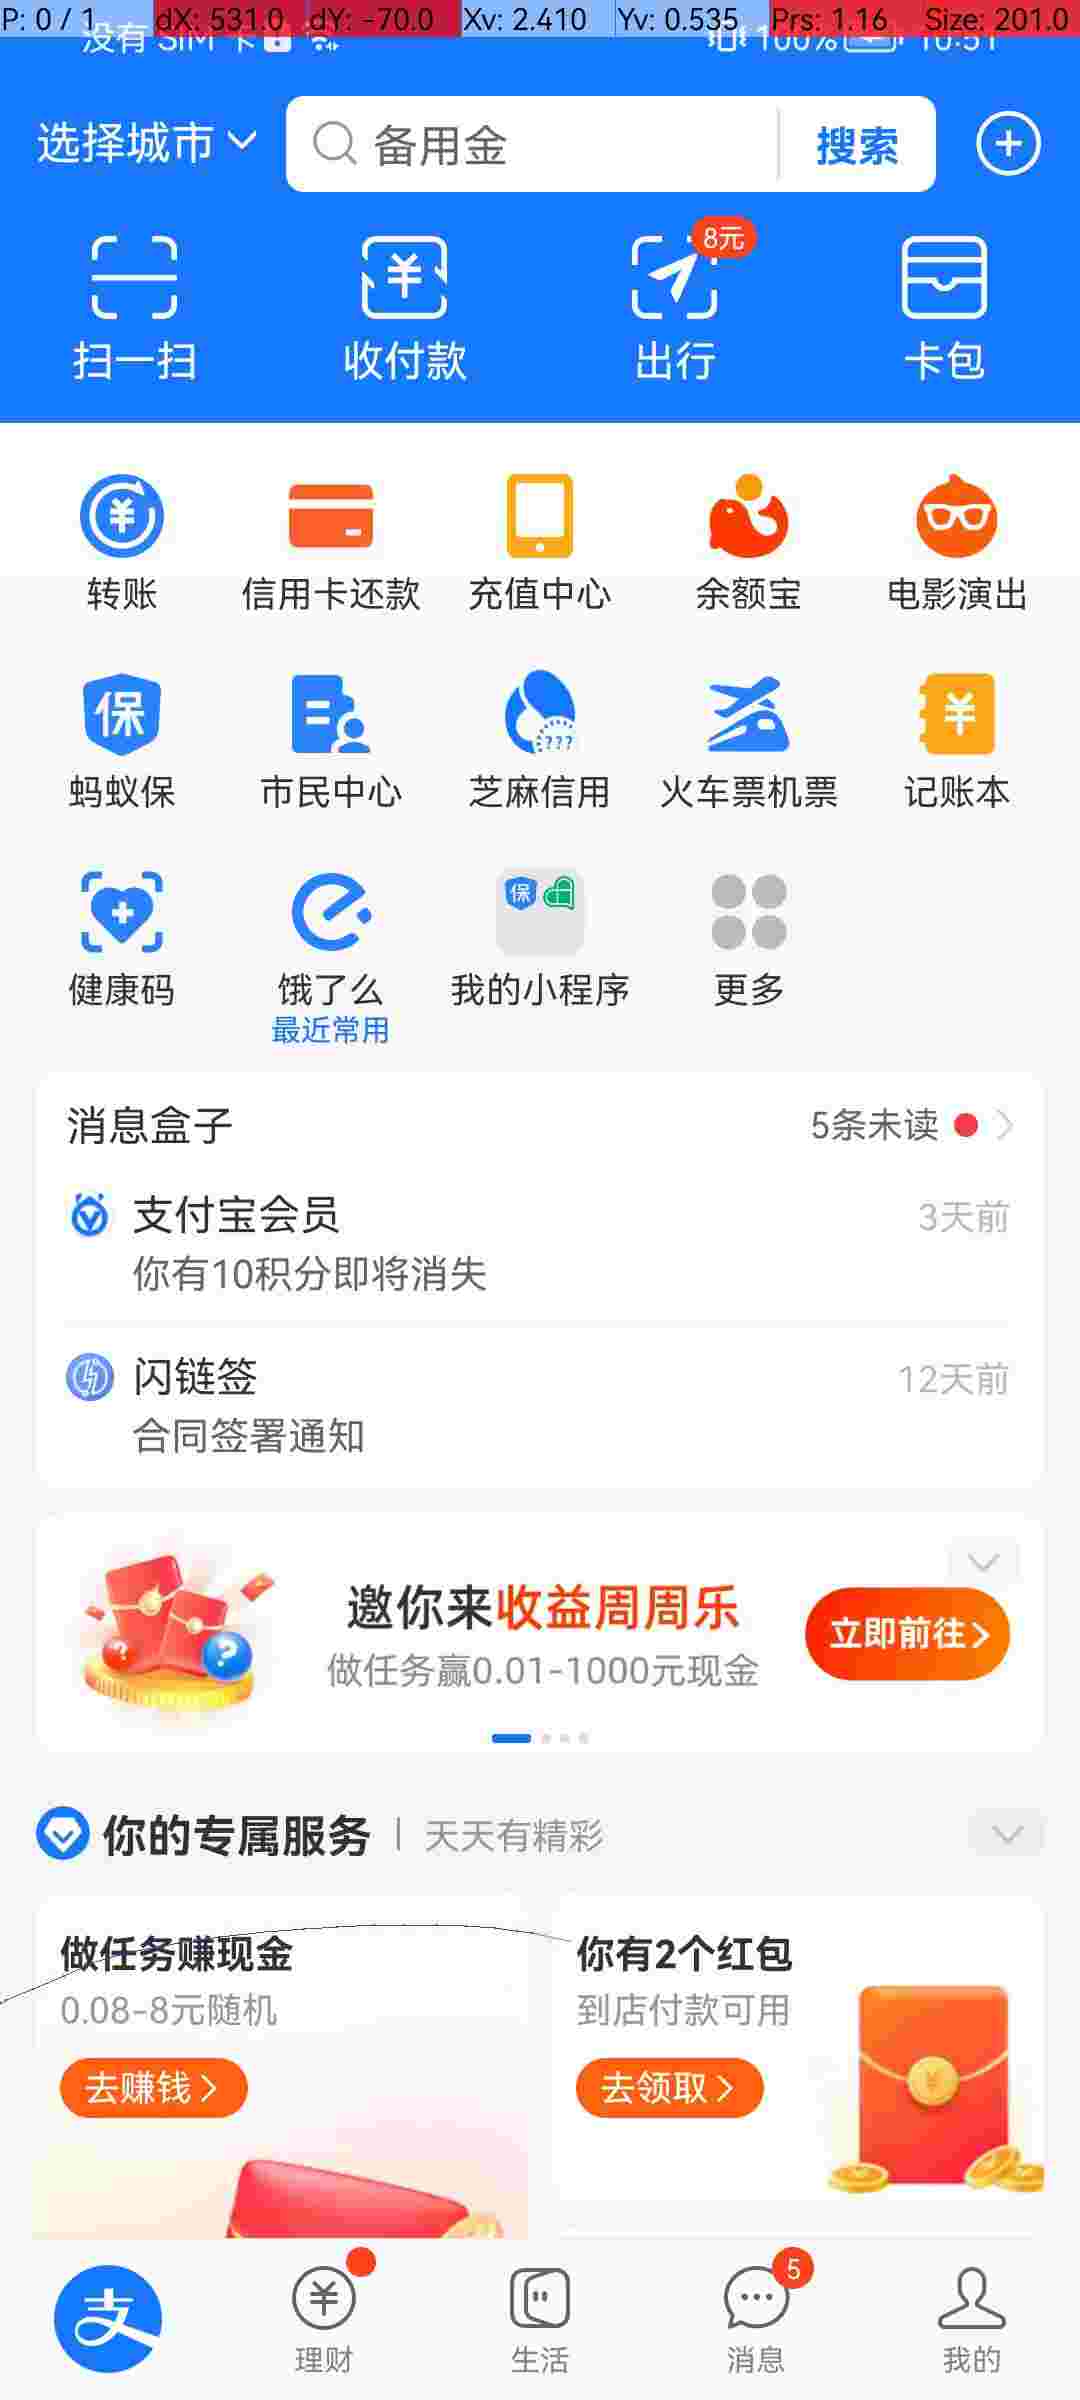 P: 0 / 1 dX: 531.0 dY: -70.0 Xv: 2.410 Yv: 0.535 Prs: 1.16 Size: 201.0
没有 SIM 卡 100% 10:51
选择城市 备用金 搜索
8元
扫一扫 收付款 出行 卡包
转账 信用卡还款 充值中心 余额宝 电影演出
保 ???
蚂蚁保 市民中心 芝麻信用 火车票机票 记账本
保
健康码 饿了么 我的小程序 更多
最近常用
消息盒子 5条未读
支付宝会员 3天前
你有10积分即将消失
闪链签 12天前
合同签署通知
邀你来收益周周乐
做任务赢0.01-1000元现金
立即前往
你的专属服务 天天有精彩
做任务赚现金 你有2个红包
0.08-8元随机 到店付款可用
去赚钱 去领取
5
支 理财 生活 消息 我的